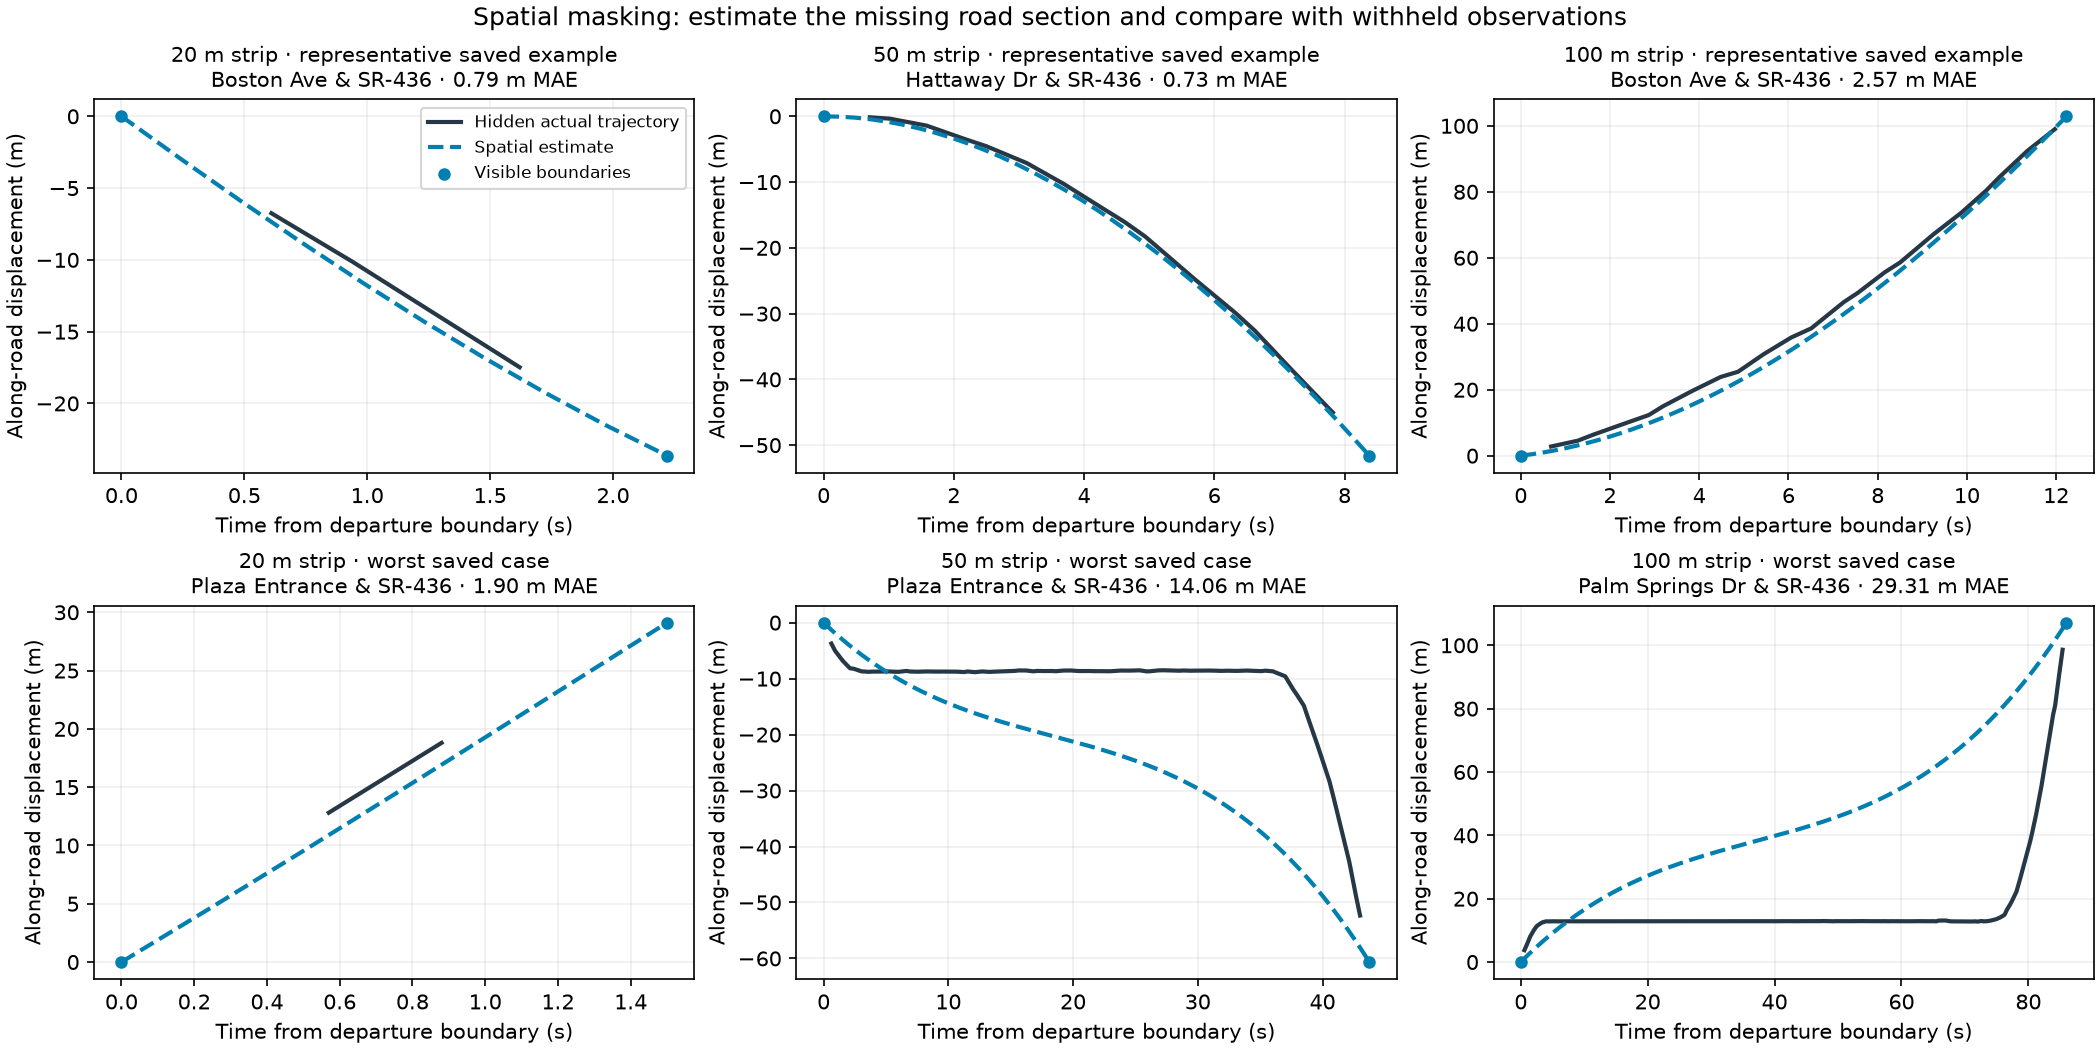 Spatial masking: estimate the missing road section and compare with withheld observations
20 m strip · representative saved example
Boston Ave & SR-436 · 0.79 m MAE
Along-road displacement (m)
0
−5
−10
−15
−20
Hidden actual trajectory
Spatial estimate
Visible boundaries
0.0 0.5 1.0 1.5 2.0
Time from departure boundary (s)
50 m strip · representative saved example
Hattaway Dr & SR-436 · 0.73 m MAE
Along-road displacement (m)
0
−10
−20
−30
−40
−50
0 2 4 6 8
Time from departure boundary (s)
100 m strip · representative saved example
Boston Ave & SR-436 · 2.57 m MAE
Along-road displacement (m)
100
80
60
40
20
0
0 2 4 6 8 10 12
Time from departure boundary (s)
20 m strip · worst saved case
Plaza Entrance & SR-436 · 1.90 m MAE
Along-road displacement (m)
30
25
20
15
10
5
0
0.0 0.2 0.4 0.6 0.8 1.0 1.2 1.4
Time from departure boundary (s)
50 m strip · worst saved case
Plaza Entrance & SR-436 · 14.06 m MAE
Along-road displacement (m)
0
−10
−20
−30
−40
−50
−60
0 10 20 30 40
Time from departure boundary (s)
100 m strip · worst saved case
Palm Springs Dr & SR-436 · 29.31 m MAE
Along-road displacement (m)
100
80
60
40
20
0
0 20 40 60 80
Time from departure boundary (s)